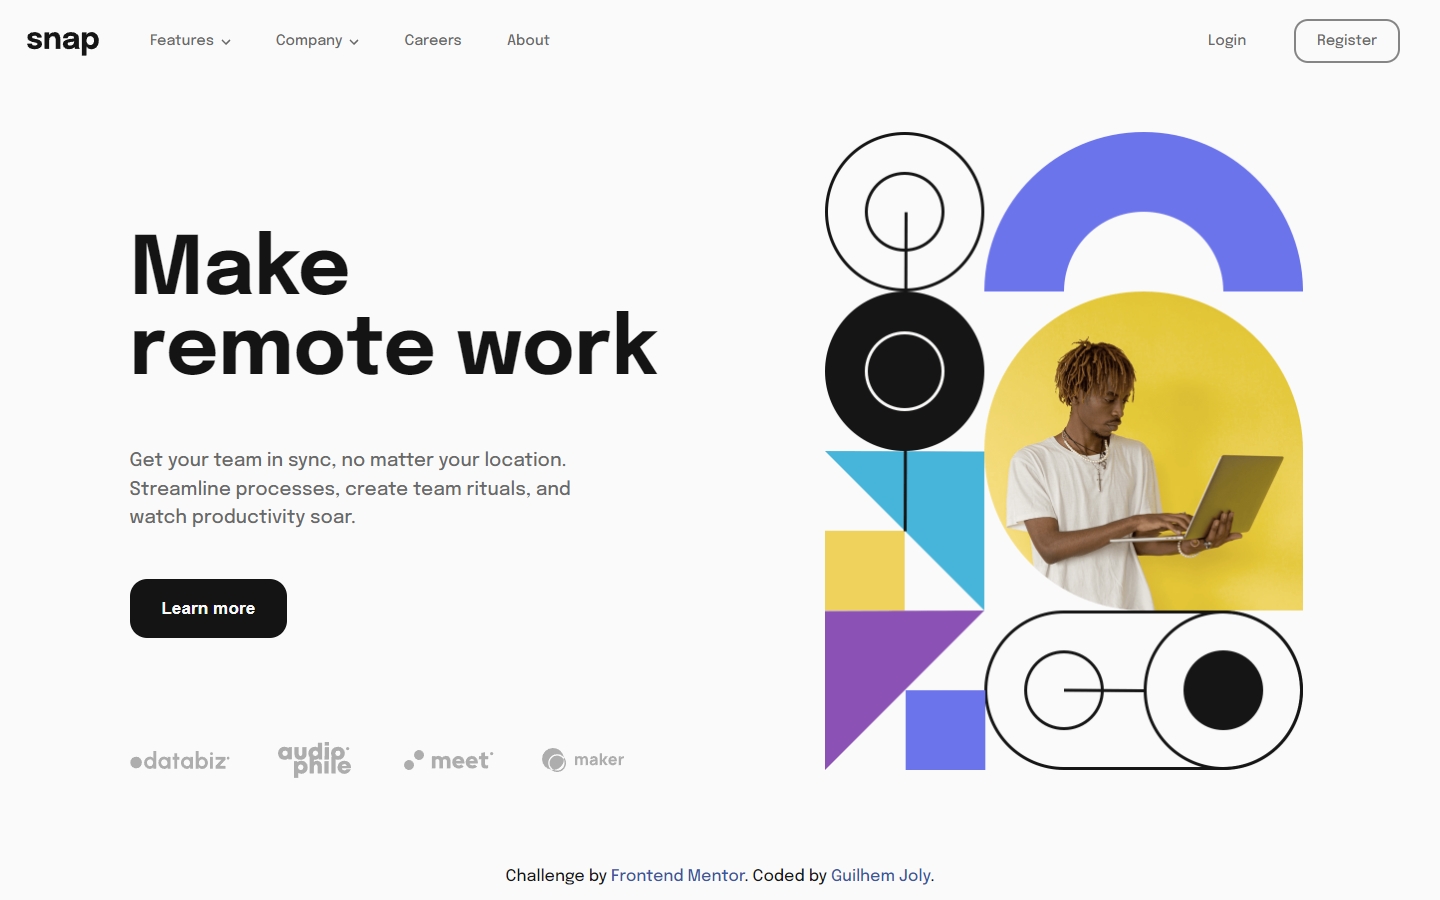 snap Features Company Careers About Login Register
Make
remote work
Get your team in sync, no matter your location.
Streamline processes, create team rituals, and
watch productivity soar.
Learn more
databiz audiophile meet maker
Challenge by Frontend Mentor. Coded by Guilhem Joly.